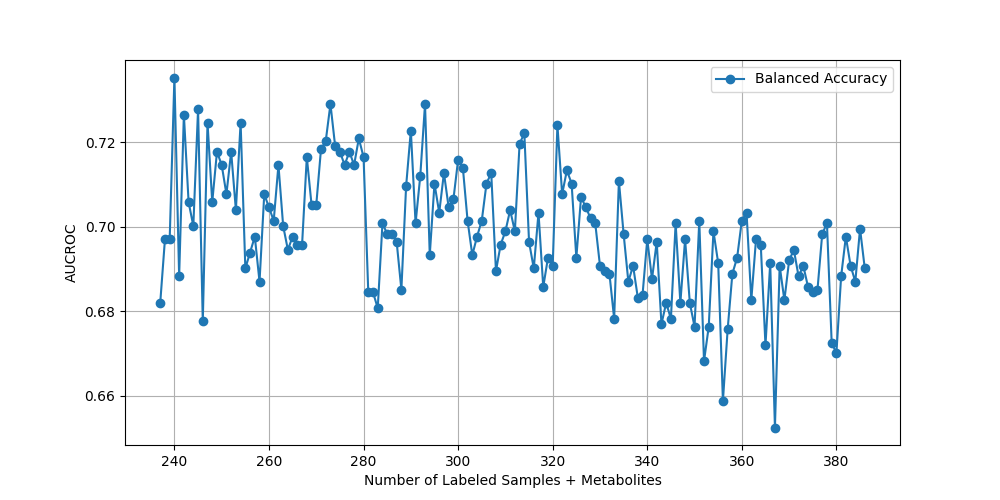 Balanced Accuracy
0.72
0.70
0.68
0.66
AUCROC
240 260 280 300 320 340 360 380
Number of Labeled Samples + Metabolites